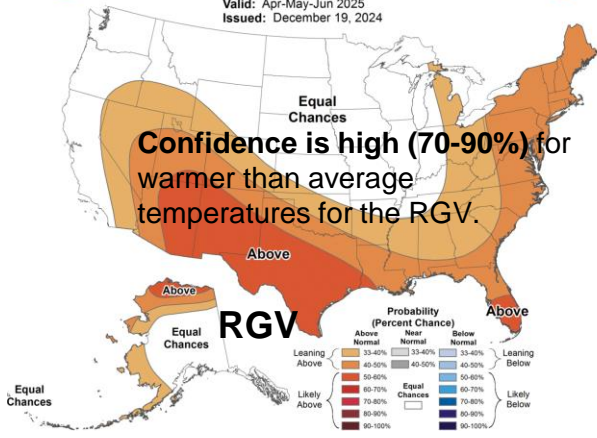 Valid: Apr-May-Jun 2025
Issued: December 19, 2024
Equal
Chances
Confidence is high (70-90%) for
warmer than average
temperatures for the RGV.
Above
Above
Above
RGV
Equal
Chances
Equal
Chances
Probability
(Percent Chance)
Above
Normal
Near
Normal
Below
Normal
Leaning
Above
33-40%
33-40%
33-40%
Leaning
Below
40-50%
40-50%
40-50%
Likely
Above
50-60%
50-60%
Likely
Below
60-70%
Equal
Chances
60-70%
70-80%
70-80%
80-90%
80-90%
90-100%
90-100%